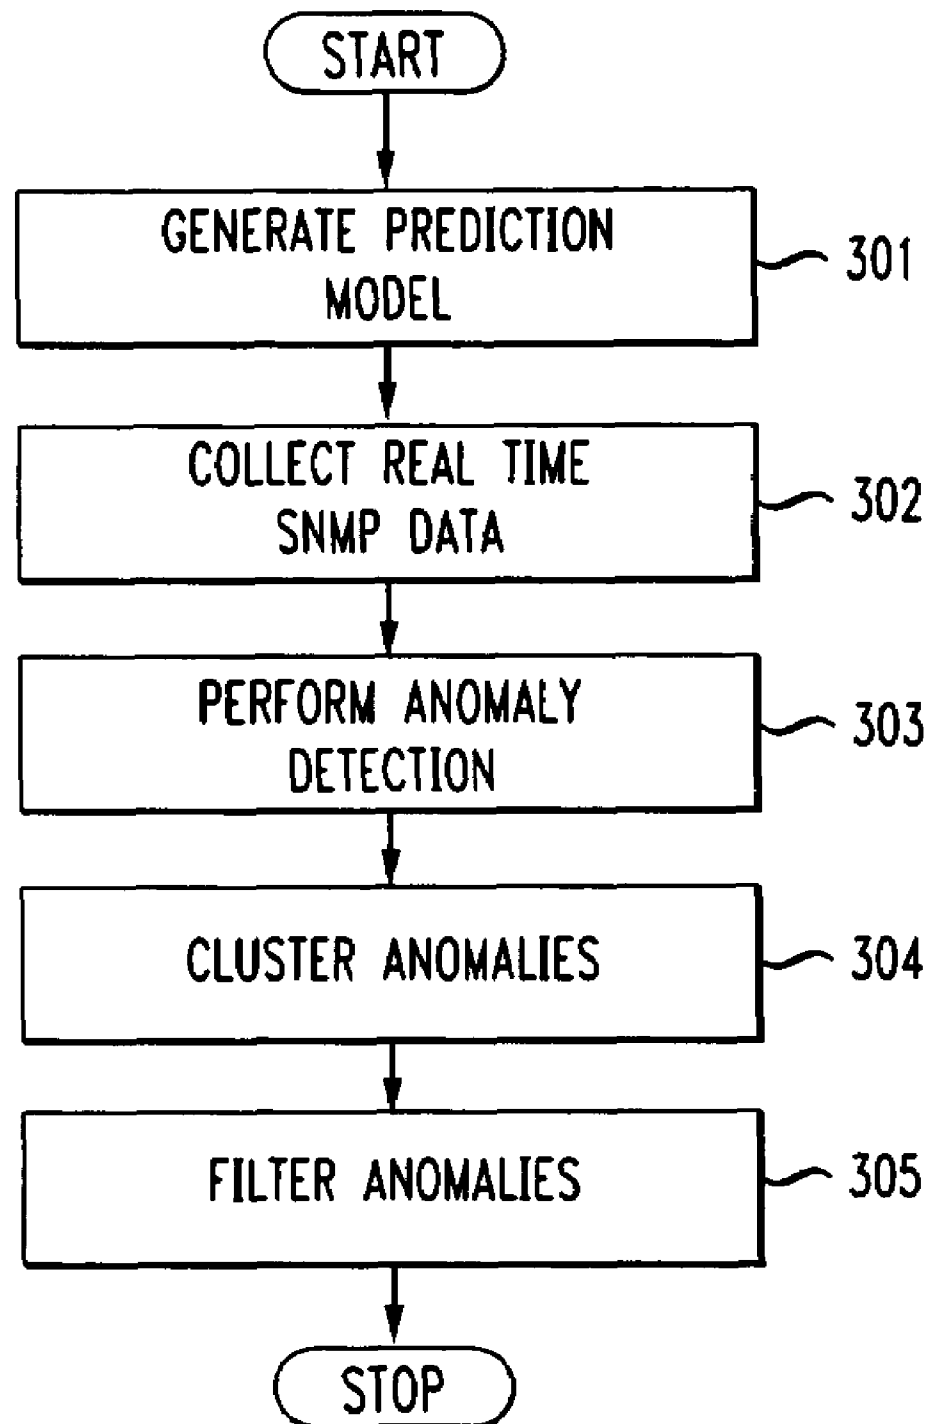 START
GENERATE PREDICTION
MODEL
301
COLLECT REAL TIME
SNMP DATA
302
PERFORM ANOMALY
DETECTION
303
CLUSTER ANOMALIES
304
FILTER ANOMALIES
305
STOP